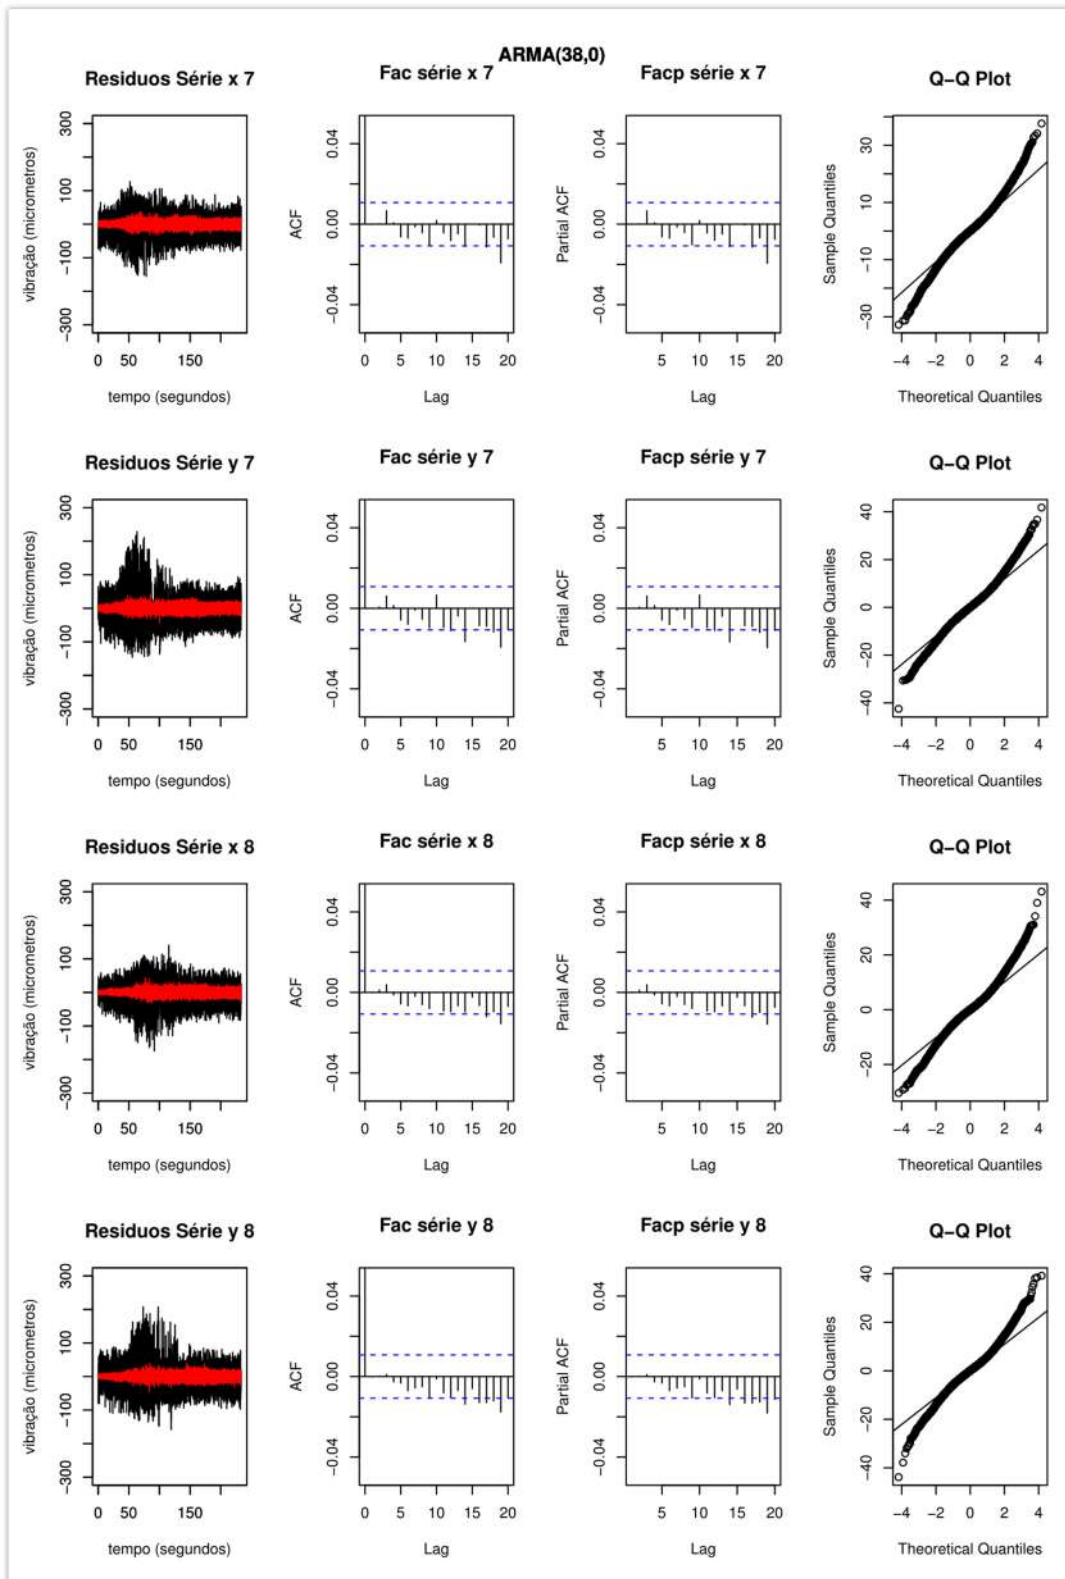 ARMA(38,0)
Residuos Série x 7
Fac série x 7
Facp série x 7
Q−Q Plot
vibração (micrometros)
−300 −100 100 300
0 50 150
tempo (segundos)
ACF
−0.04 0.00 0.04
0 5 10 15 20
Lag
Partial ACF
−0.04 0.00 0.04
5 10 15 20
Lag
Sample Quantiles
−30 −10 10 30
−4 −2 0 2 4
Theoretical Quantiles
Residuos Série y 7
Fac série y 7
Facp série y 7
Q−Q Plot
vibração (micrometros)
−300 −100 100 300
0 50 150
tempo (segundos)
ACF
−0.04 0.00 0.04
0 5 10 15 20
Lag
Partial ACF
−0.04 0.00 0.04
5 10 15 20
Lag
Sample Quantiles
−40 −20 0 20 40
−4 −2 0 2 4
Theoretical Quantiles
Residuos Série x 8
Fac série x 8
Facp série x 8
Q−Q Plot
vibração (micrometros)
−300 −100 100 300
0 50 150
tempo (segundos)
ACF
−0.04 0.00 0.04
0 5 10 15 20
Lag
Partial ACF
−0.04 0.00 0.04
5 10 15 20
Lag
Sample Quantiles
−20 0 20 40
−4 −2 0 2 4
Theoretical Quantiles
Residuos Série y 8
Fac série y 8
Facp série y 8
Q−Q Plot
vibração (micrometros)
−300 −100 100 300
0 50 150
tempo (segundos)
ACF
−0.04 0.00 0.04
0 5 10 15 20
Lag
Partial ACF
−0.04 0.00 0.04
5 10 15 20
Lag
Sample Quantiles
−40 −20 0 20 40
−4 −2 0 2 4
Theoretical Quantiles